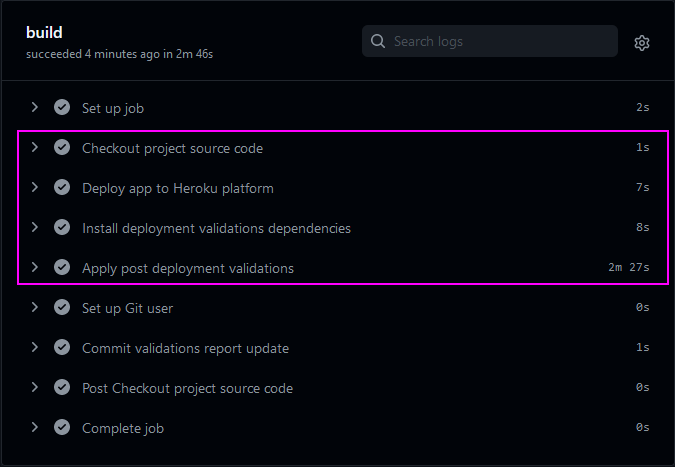 build
succeeded 4 minutes ago in 2m 46s
Search logs
Set up job 2s
Checkout project source code 1s
Deploy app to Heroku platform 7s
Install deployment validations dependencies 8s
Apply post deployment validations 2m 27s
Set up Git user 0s
Commit validations report update 1s
Post Checkout project source code 0s
Complete job 0s